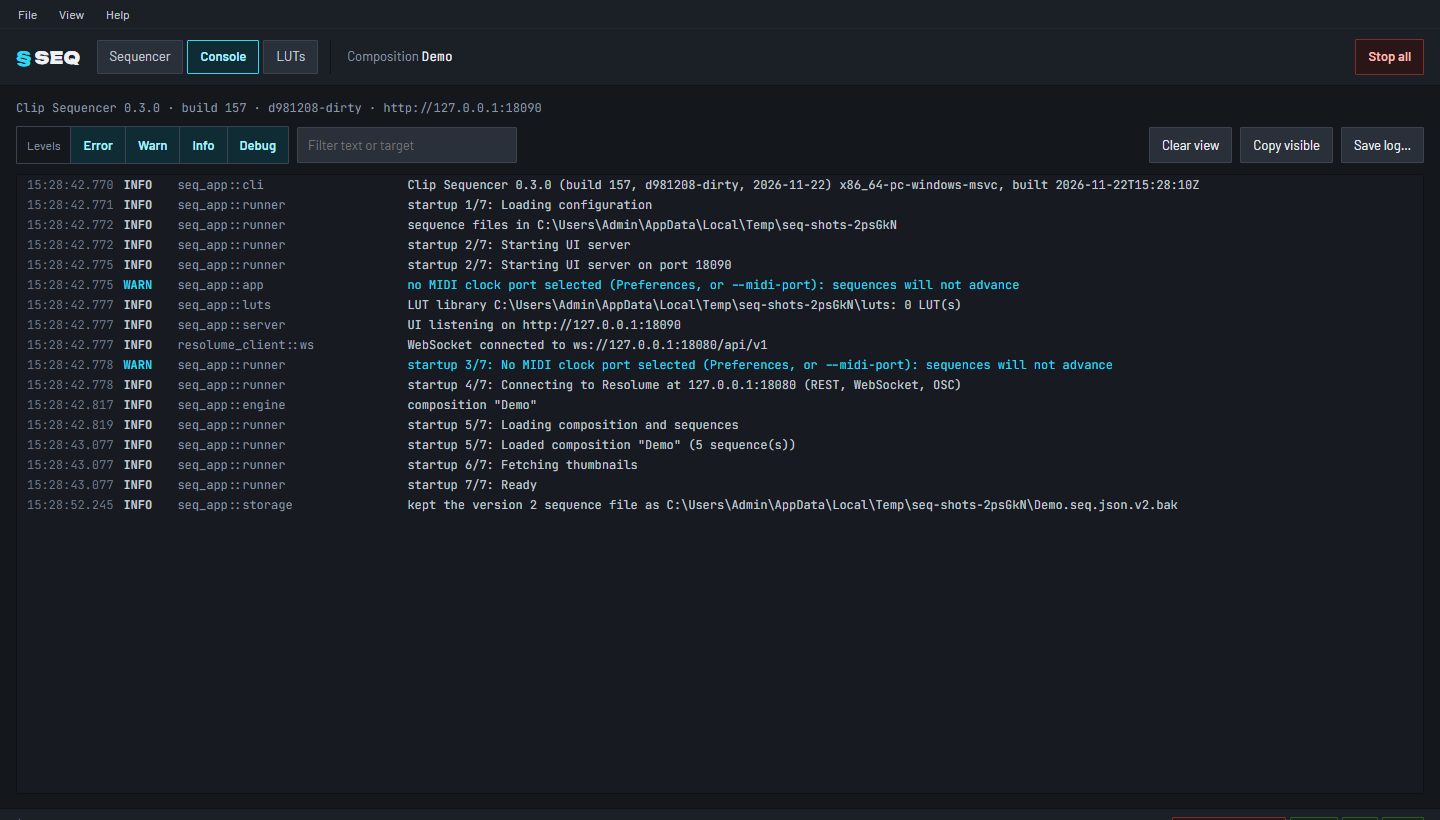 File View Help
SEQ Sequencer Console LUTs Composition Demo Stop all
Clip Sequencer 0.3.0 · build 157 · d981208-dirty · http://127.0.0.1:18090
Levels Error Warn Info Debug Filter text or target Clear view Copy visible Save log...
15:28:42.770 INFO seq_app::cli Clip Sequencer 0.3.0 (build 157, d981208-dirty, 2026-11-22) x86_64-pc-windows-msvc, built 2026-11-22T15:28:10Z
15:28:42.771 INFO seq_app::runner startup 1/7: Loading configuration
15:28:42.772 INFO seq_app::runner sequence files in C:\Users\Admin\AppData\Local\Temp\seq-shots-2psGkN
15:28:42.772 INFO seq_app::runner startup 2/7: Starting UI server
15:28:42.775 INFO seq_app::runner startup 2/7: Starting UI server on port 18090
15:28:42.775 WARN seq_app::app no MIDI clock port selected (Preferences, or --midi-port): sequences will not advance
15:28:42.777 INFO seq_app::luts LUT library C:\Users\Admin\AppData\Local\Temp\seq-shots-2psGkN\luts: 0 LUT(s)
15:28:42.777 INFO seq_app::server UI listening on http://127.0.0.1:18090
15:28:42.777 INFO resolume_client::ws WebSocket connected to ws://127.0.0.1:18080/api/v1
15:28:42.778 WARN seq_app::runner startup 3/7: No MIDI clock port selected (Preferences, or --midi-port): sequences will not advance
15:28:42.778 INFO seq_app::runner startup 4/7: Connecting to Resolume at 127.0.0.1:18080 (REST, WebSocket, OSC)
15:28:42.817 INFO seq_app::engine composition "Demo"
15:28:42.819 INFO seq_app::runner startup 5/7: Loading composition and sequences
15:28:43.077 INFO seq_app::runner startup 5/7: Loaded composition "Demo" (5 sequence(s))
15:28:43.077 INFO seq_app::runner startup 6/7: Fetching thumbnails
15:28:43.077 INFO seq_app::runner startup 7/7: Ready
15:28:52.245 INFO seq_app::storage kept the version 2 sequence file as C:\Users\Admin\AppData\Local\Temp\seq-shots-2psGkN\Demo.seq.json.v2.bak